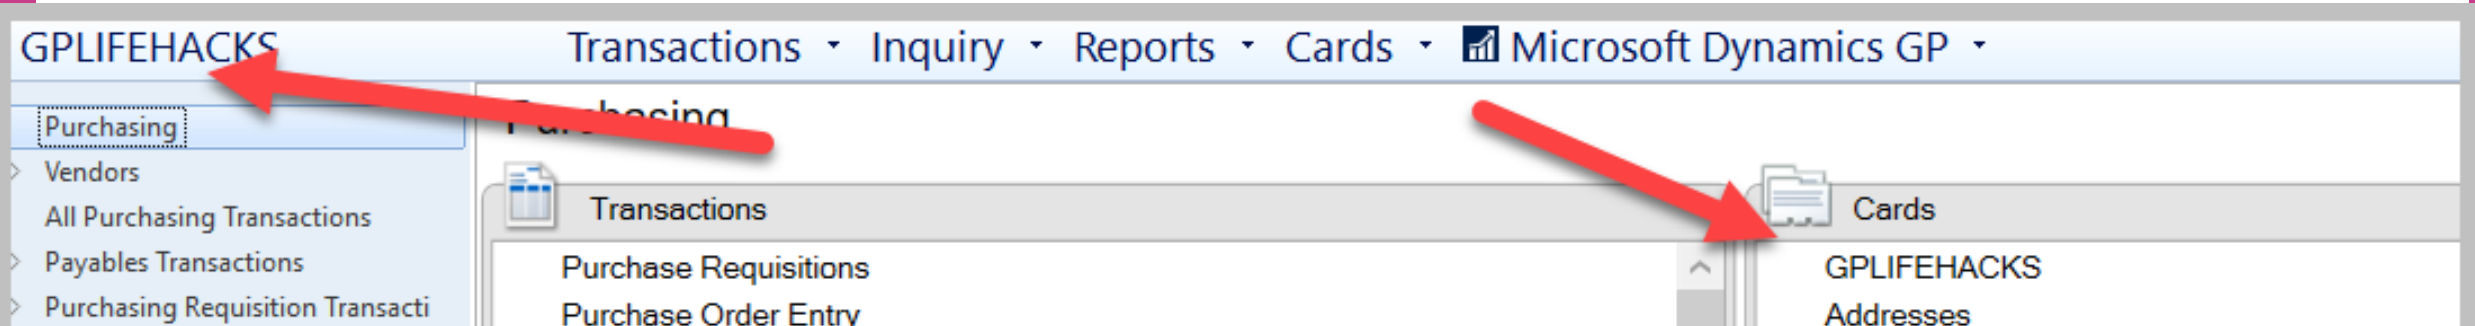 GPLIFEHACKS Transactions Inquiry Reports Cards Microsoft Dynamics GP
Purchasing
Vendors
All Purchasing Transactions
Payables Transactions
Purchasing Requisition Transacti
Purchasing
Transactions
Purchase Requisitions
Purchase Order Entry
Cards
GPLIFEHACKS
Addresses